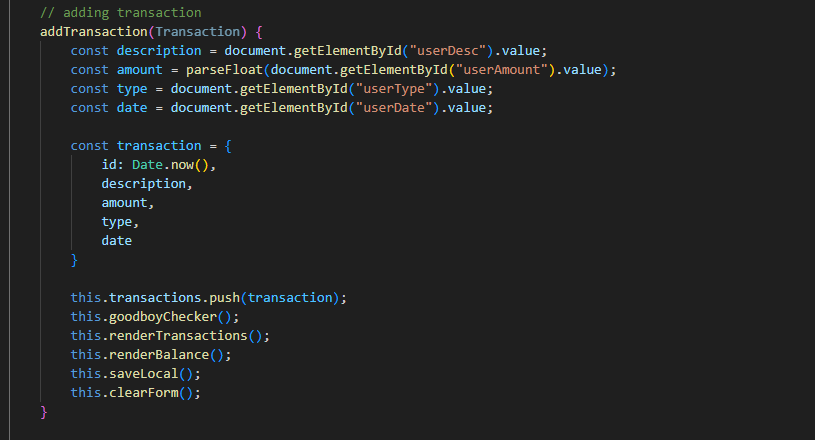 // adding transaction
addTransaction(Transaction) {
const description = document.getElementById("userDesc").value;
const amount = parseFloat(document.getElementById("userAmount").value);
const type = document.getElementById("userType").value;
const date = document.getElementById("userDate").value;
const transaction = {
id: Date.now(),
description,
amount,
type,
date
}
this.transactions.push(transaction);
this.goodboyChecker();
this.renderTransactions();
this.renderBalance();
this.saveLocal();
this.clearForm();
}